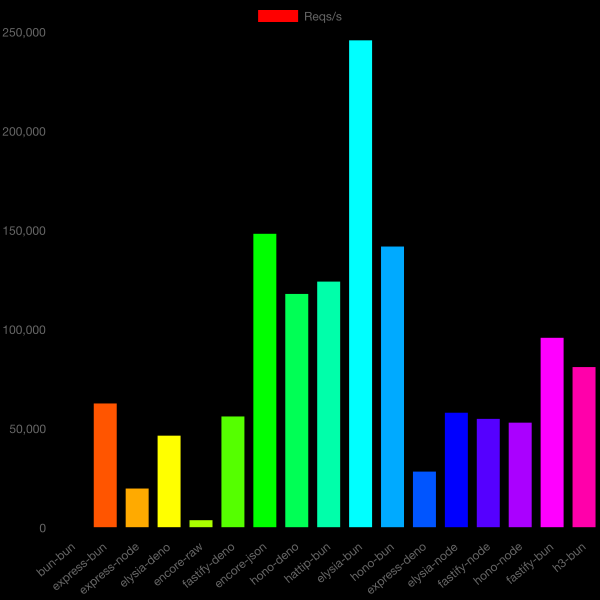 Reqs/s
250,000
200,000
150,000
100,000
50,000
0
bun-bun
express-bun
express-node
elysia-deno
encore-raw
fastify-deno
encore-json
hono-deno
hattip-bun
elysia-bun
hono-bun
express-deno
elysia-node
fastify-node
hono-node
fastify-bun
h3-bun